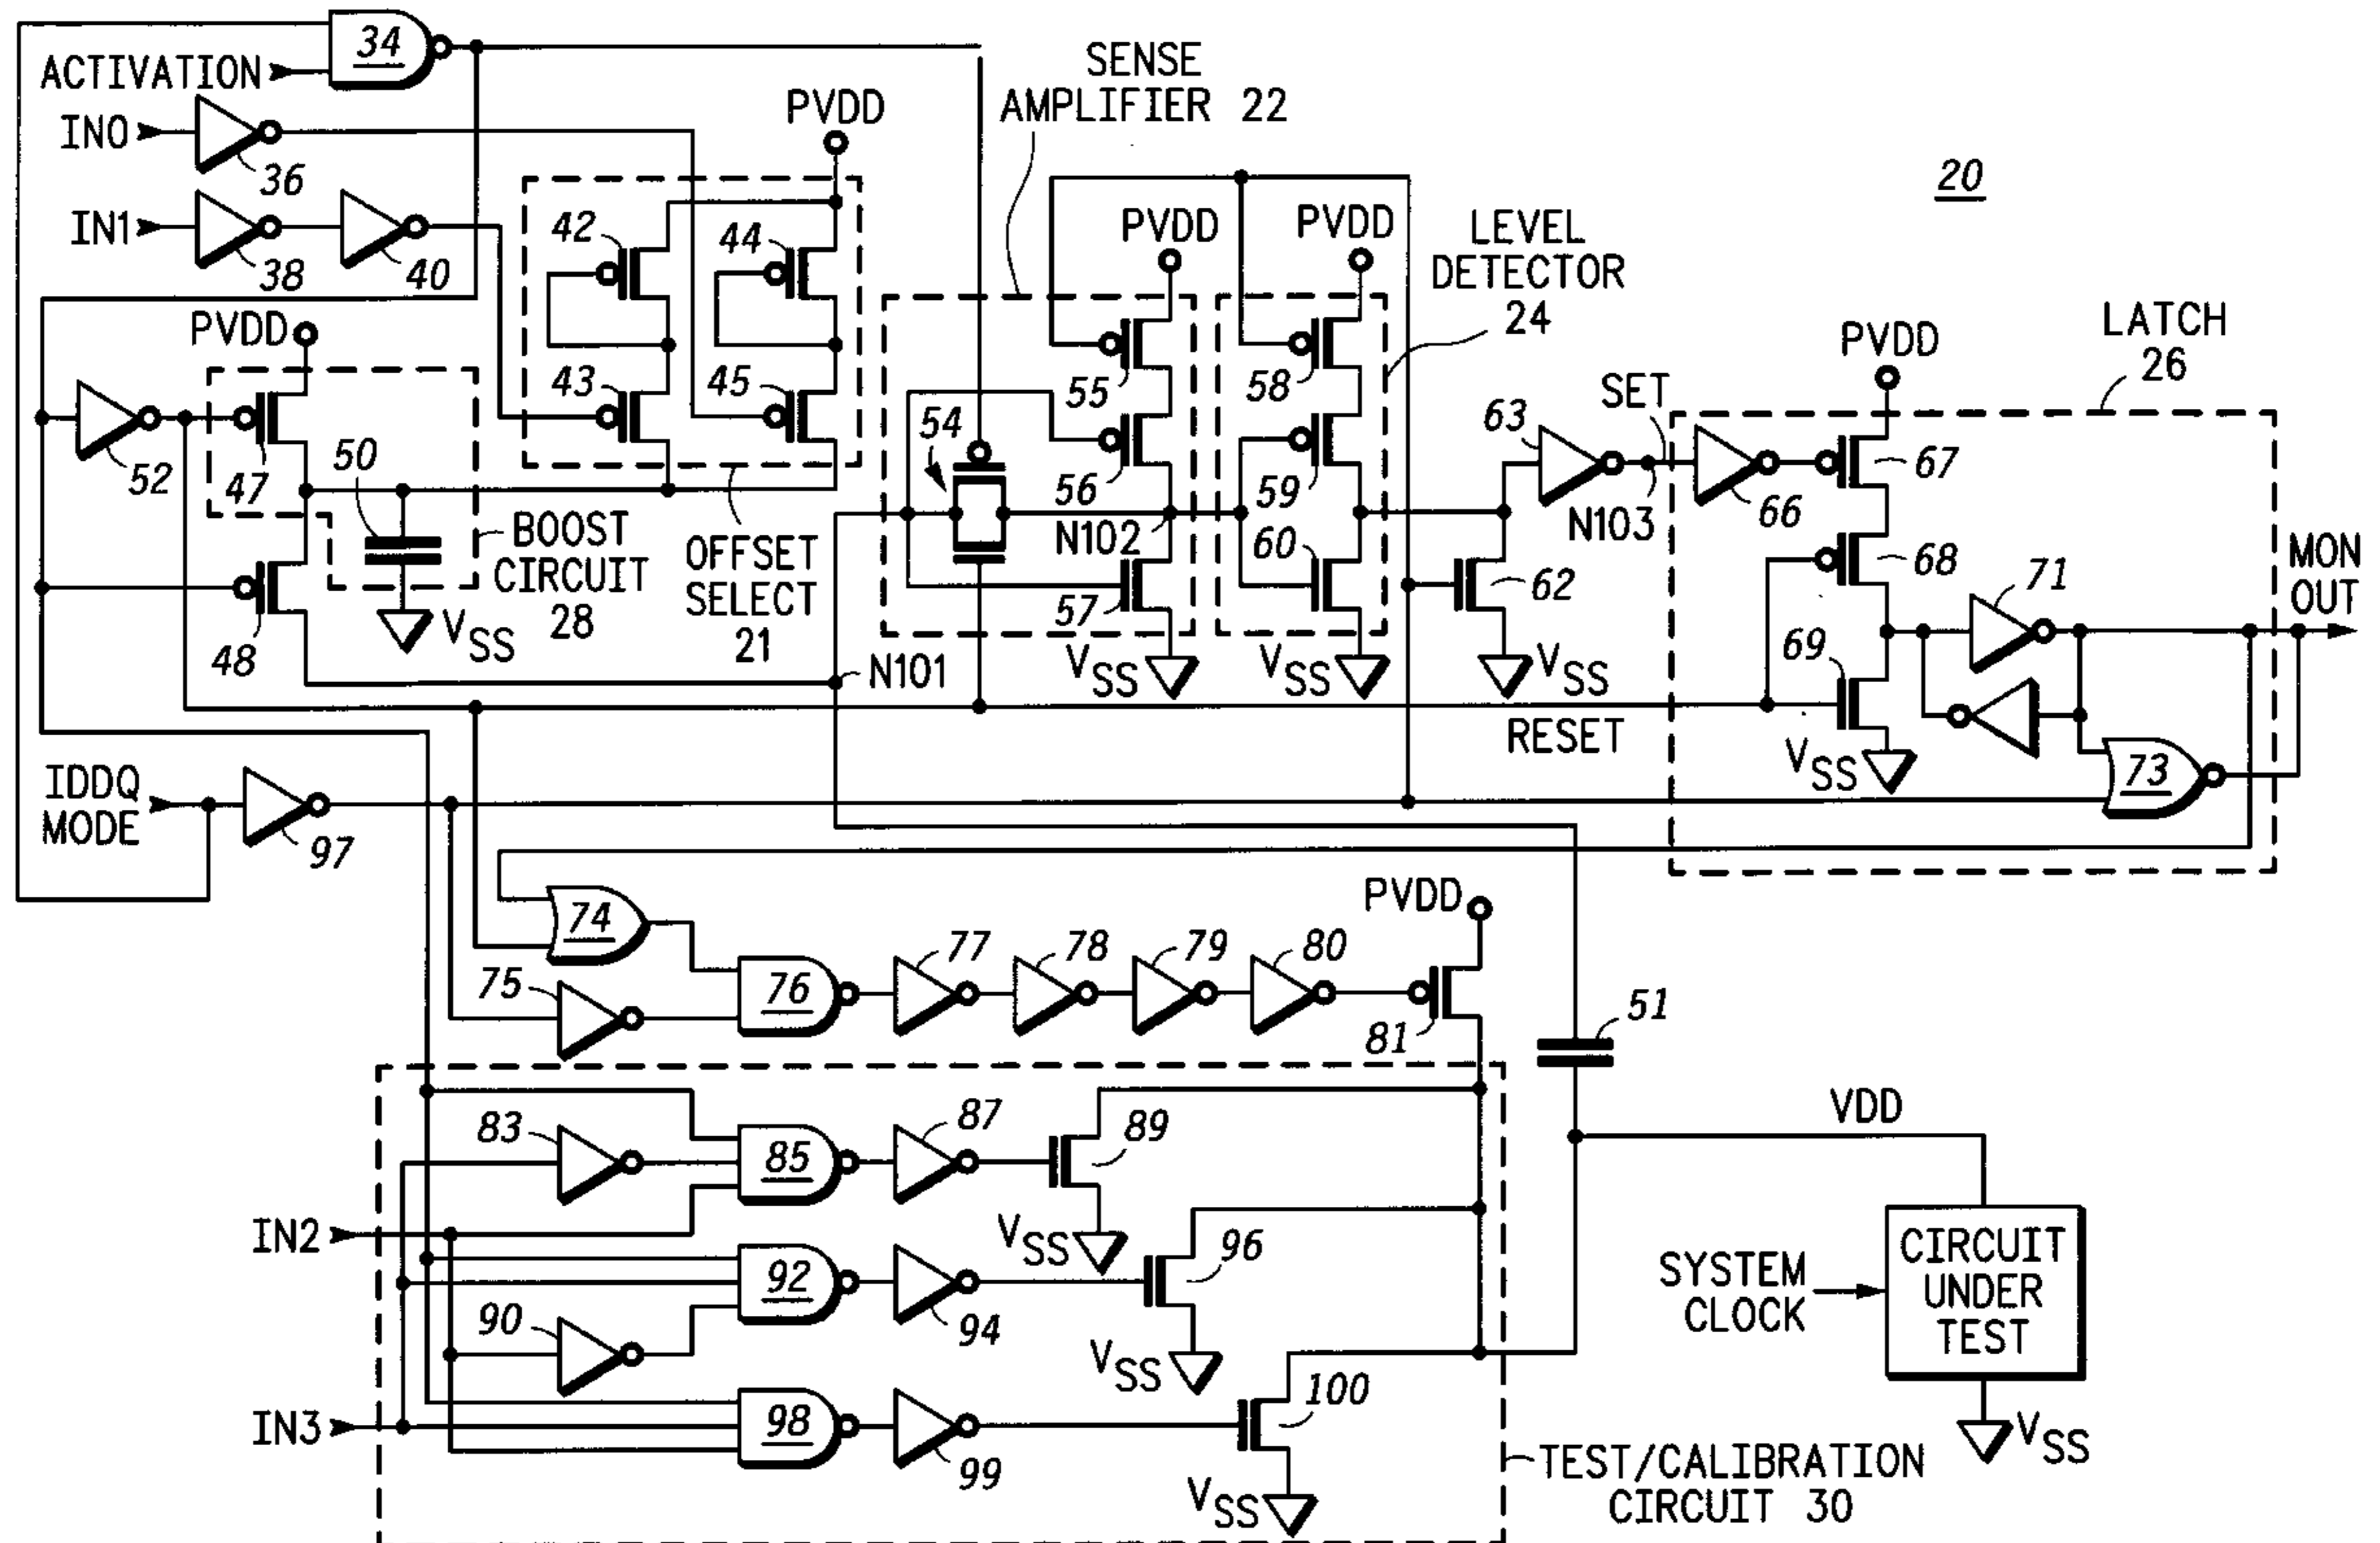 34
ACTIVATION
IN0
36
IN1
38
40
SENSE
AMPLIFIER 22
PVDD
20
42
44
43
45
PVDD
PVDD
LEVEL
DETECTOR
24
LATCH
26
PVDD
52
47
50
48
BOOST
CIRCUIT
28
VSS
OFFSET
SELECT
21
54
55
56
57
N102
58
59
60
63
SET
N103
62
PVDD
66
67
68
69
71
MON
OUT
N101
VSS
VSS
VSS
RESET
VSS
73
IDDQ
MODE
97
74
75
76
77
78
79
80
PVDD
81
51
VDD
83
85
87
89
IN2
VSS
92
94
96
90
VSS
IN3
98
99
100
VSS
SYSTEM
CLOCK
CIRCUIT
UNDER
TEST
VSS
TEST/CALIBRATION
CIRCUIT 30